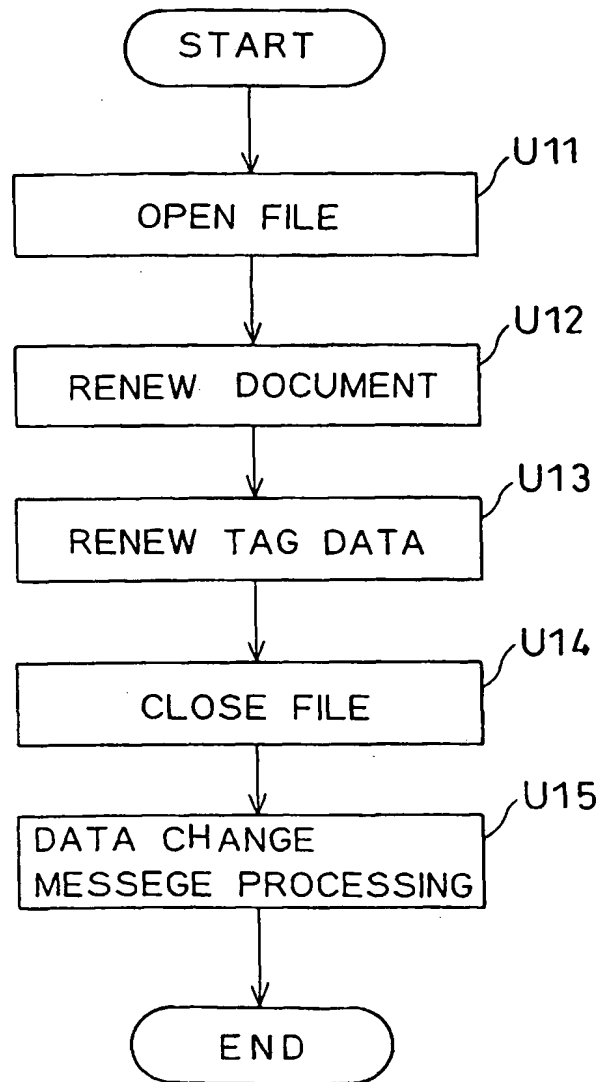 START
U11
OPEN FILE
U12
RENEW DOCUMENT
U13
RENEW TAG DATA
U14
CLOSE FILE
U15
DATA CHANGE
MESSEGE PROCESSING
END